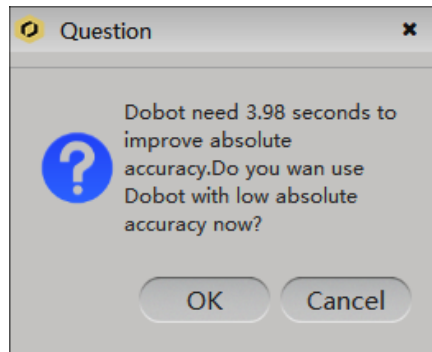 Question
Dobot need 3.98 seconds to
improve absolute
accuracy.Do you wan use
Dobot with low absolute
accuracy now?
OK Cancel